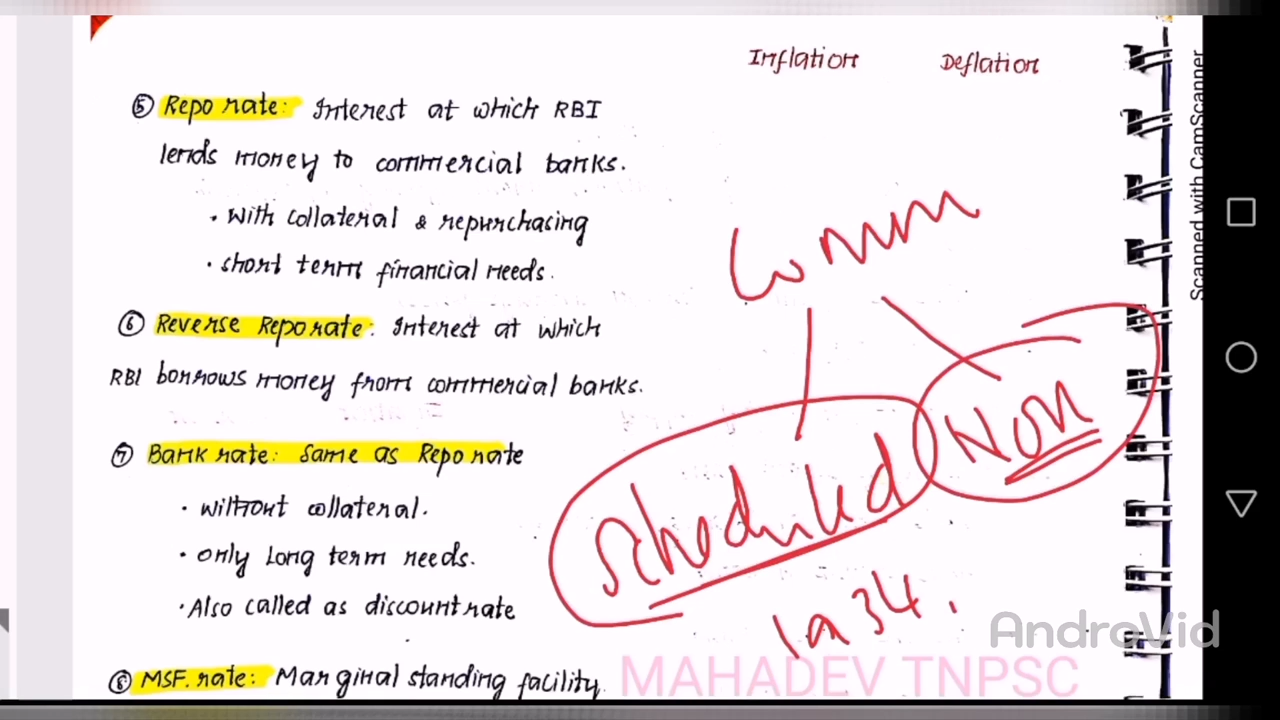 Inflation Deflation
⑤ Repo rate: Interest at which RBI
lends money to commercial banks.
• with collateral & repurchasing
• short term financial needs.
⑥ Reverse Repo rate: Interest at which
RBI borrows money from commercial banks.
⑦ Bank rate: Same as Repo rate
• without collateral.
• only Long term needs.
• Also called as discount rate
⑧ MSF. rate: Marginal standing facility
Comm
Scheduled Non
1934.
Scanned with CamScanner
AndroVid
MAHADEV TNPSC